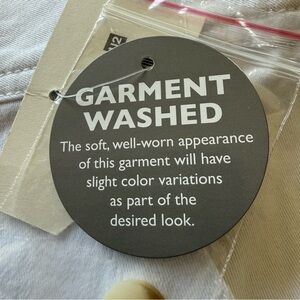 GARMENT
WASHED
The soft, well-worn appearance
of this garment will have
slight color variations
as part of the
desired look.